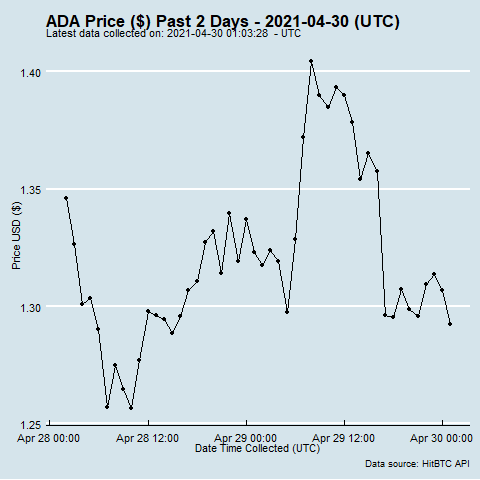 ADA Price ($) Past 2 Days - 2021-04-30 (UTC)
Latest data collected on: 2021-04-30 01:03:28 - UTC
1.40
1.35
1.30
1.25
Price USD ($)
Apr 28 00:00 Apr 28 12:00 Apr 29 00:00 Apr 29 12:00 Apr 30 00:00
Date Time Collected (UTC)
Data source: HitBTC API